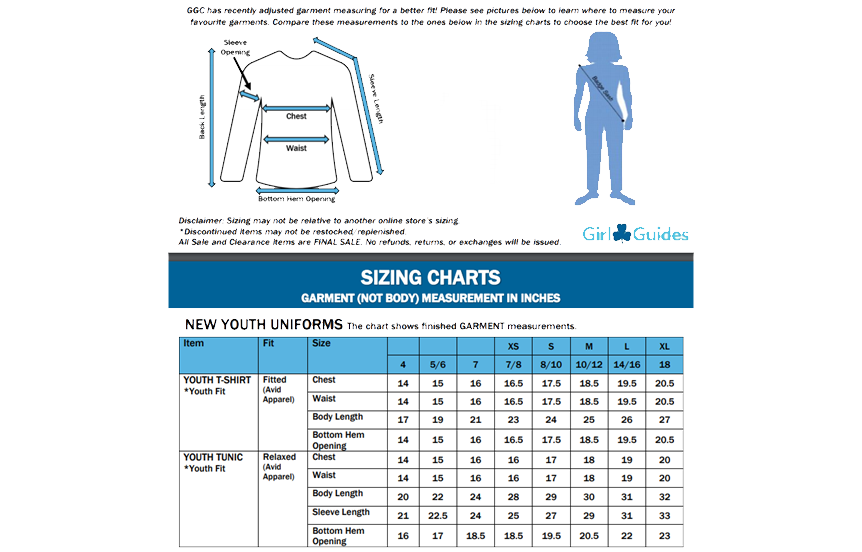 GGC has recently adjusted garment measuring for a better fit! Please see pictures below to learn where to measure your
favourite garments. Compare these measurements to the ones below in the sizing charts to choose the best fit for you!
Sleeve
Opening
Back Length
Chest
Waist
Sleeve Length
Bottom Hem Opening
Badge Sash
Disclaimer: Sizing may not be relative to another online store's sizing.
*Discontinued items may not be restocked, replenished.
All Sale and Clearance items are FINAL SALE. No refunds, returns, or exchanges will be issued.
Girl Guides
SIZING CHARTS
GARMENT (NOT BODY) MEASUREMENT IN INCHES
NEW YOUTH UNIFORMS The chart shows finished GARMENT measurements.
Item Fit Size XS S M L XL
4 5/6 7 7/8 8/10 10/12 14/16 18
YOUTH T-SHIRT Fitted Chest 14 15 16 16.5 17.5 18.5 19.5 20.5
*Youth Fit (Avid Apparel) Waist 14 15 16 16.5 17.5 18.5 19.5 20.5
Body Length 17 19 21 23 24 25 26 27
Bottom Hem Opening 14 15 16 16.5 17.5 18.5 19.5 20.5
YOUTH TUNIC Relaxed Chest 14 15 16 16 17 18 19 20
*Youth Fit (Avid Apparel) Waist 14 15 16 16 17 18 19 20
Body Length 20 22 24 28 29 30 31 32
Sleeve Length 21 22.5 24 25 27 29 31 33
Bottom Hem Opening 16 17 18.5 18.5 19.5 20.5 22 23